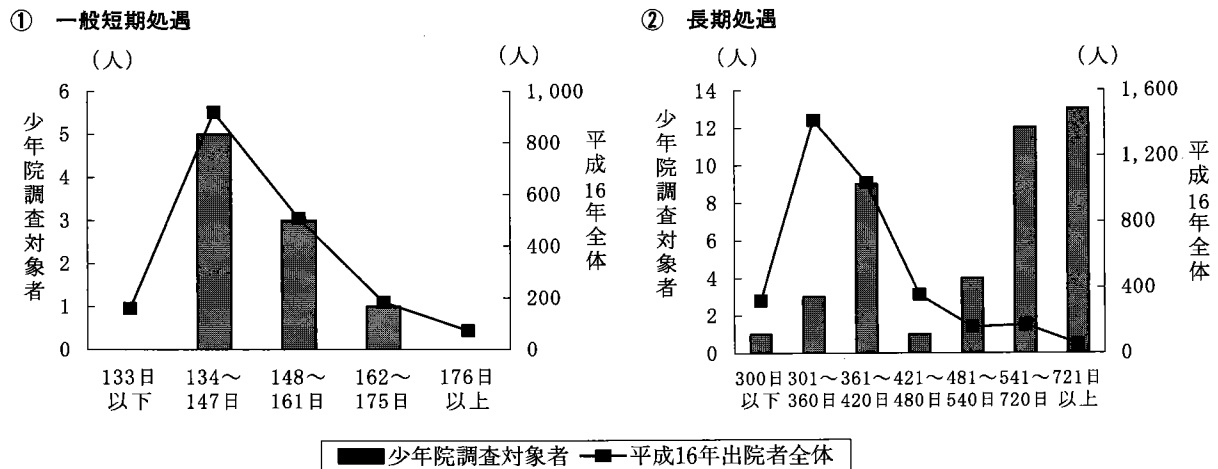 ① 一般短期処遇
(人)
(人)
6
5
4
3
2
1
0
少年院調査対象者
1,000
800
600
400
200
0
平成16年全体
133日
以下
134～
147日
148～
161日
162～
175日
176日
以上
② 長期処遇
(人)
(人)
14
12
10
8
6
4
2
0
少年院調査対象者
1,600
1,200
800
400
0
平成16年全体
300日
以下
301～
360日
361～
420日
421～
480日
481～
540日
541～
720日
721日
以上
少年院調査対象者 平成16年出院者全体